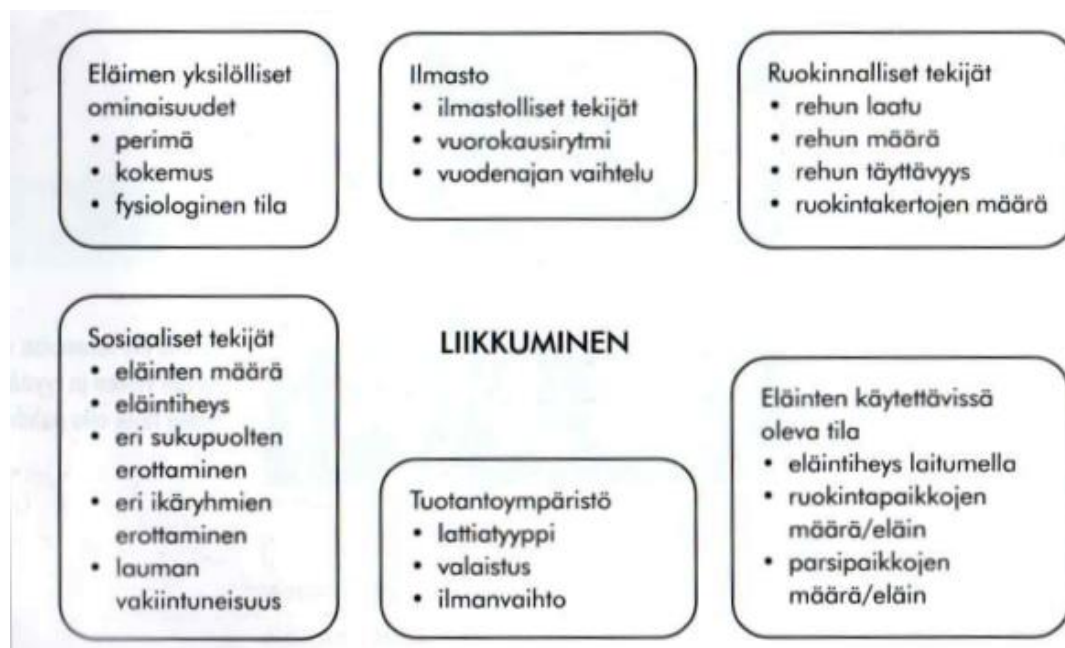 Eläimen yksilölliset
ominaisuudet
• perimä
• kokemus
• fysiologinen tila
Ilmasto
• ilmastolliset tekijät
• vuorokausirytmi
• vuodenajan vaihtelu
Ruokinnalliset tekijät
• rehun laatu
• rehun määrä
• rehun täyttävyys
• ruokintakertojen määrä
Sosiaaliset tekijät
• eläinten määrä
• eläintiheys
• eri sukupuolten
erottaminen
• eri ikäryhmien
erottaminen
• lauman
vakiintuneisuus
LIIKKUMINEN
Tuotantoympäristö
• lattiatyyppi
• valaistus
• ilmanvaihto
Eläinten käytettävissä
oleva tila
• eläintiheys laitumella
• ruokintapaikkojen
määrä/eläin
• parsipaikkojen
määrä/eläin